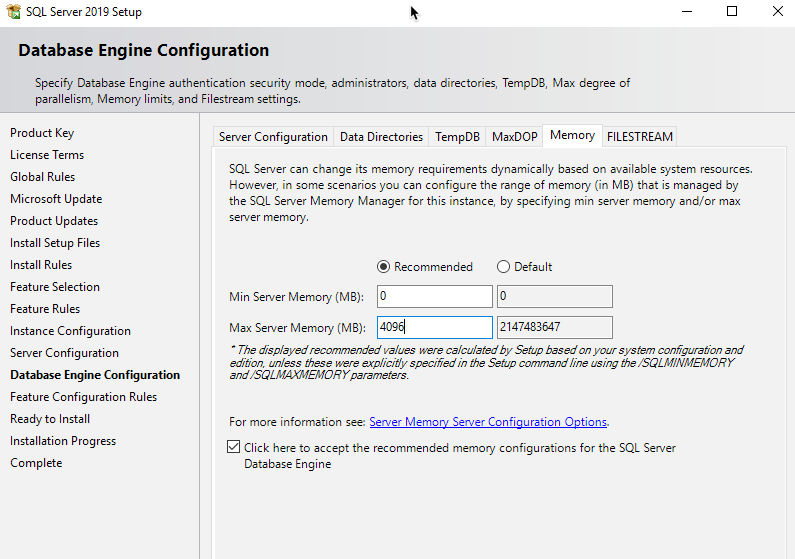 SQL Server 2019 Setup
Database Engine Configuration
Specify Database Engine authentication security mode, administrators, data directories, TempDB, Max degree of
parallelism, Memory limits, and Filestream settings.
Product Key
License Terms
Global Rules
Microsoft Update
Product Updates
Install Setup Files
Install Rules
Feature Selection
Feature Rules
Instance Configuration
Server Configuration
Database Engine Configuration
Feature Configuration Rules
Ready to Install
Installation Progress
Complete
Server Configuration Data Directories TempDB MaxDOP Memory FILESTREAM
SQL Server can change its memory requirements dynamically based on available system resources.
However, in some scenarios you can configure the range of memory (in MB) that is managed by
the SQL Server Memory Manager for this instance, by specifying min server memory and/or max
server memory.
Recommended Default
Min Server Memory (MB): 0 0
Max Server Memory (MB): 4096 2147483647
* The displayed recommended values were calculated by Setup based on your system configuration and
edition, unless these were explicitly specified in the Setup command line using the /SQLMINMEMORY
and /SQLMAXMEMORY parameters.
For more information see: Server Memory Server Configuration Options.
Click here to accept the recommended memory configurations for the SQL Server
Database Engine